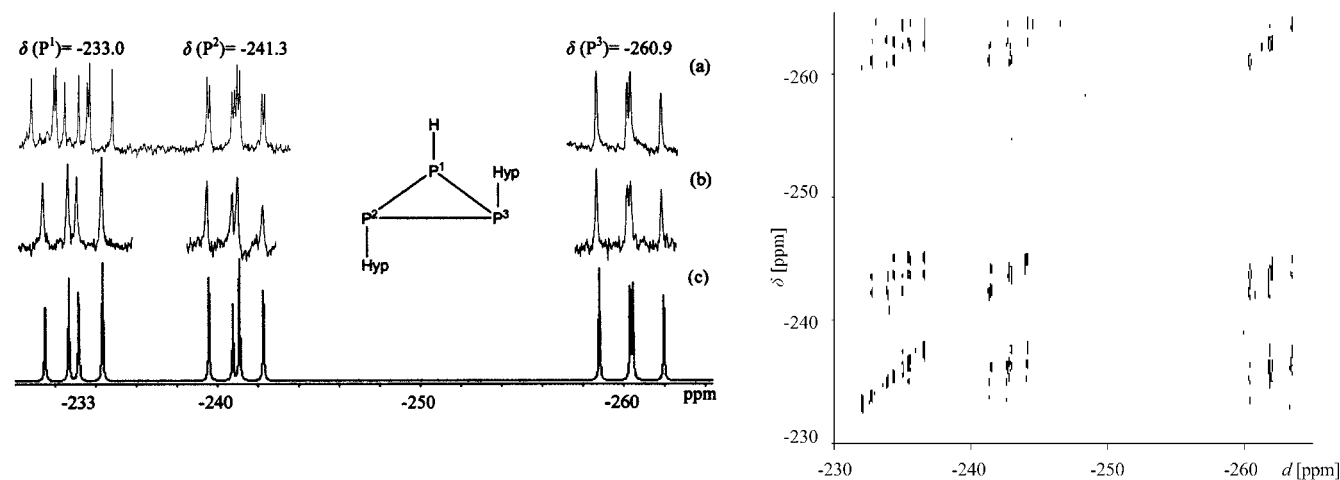 δ (P¹)= -233.0
δ (P²)= -241.3
δ (P³)= -260.9
(a)
H
P¹
Hyp
(b)
P²
P³
Hyp
(c)
-233
-240
-250
-260
ppm
-260
-250
δ [ppm]
-240
-230
-230
-240
-250
-260
d [ppm]